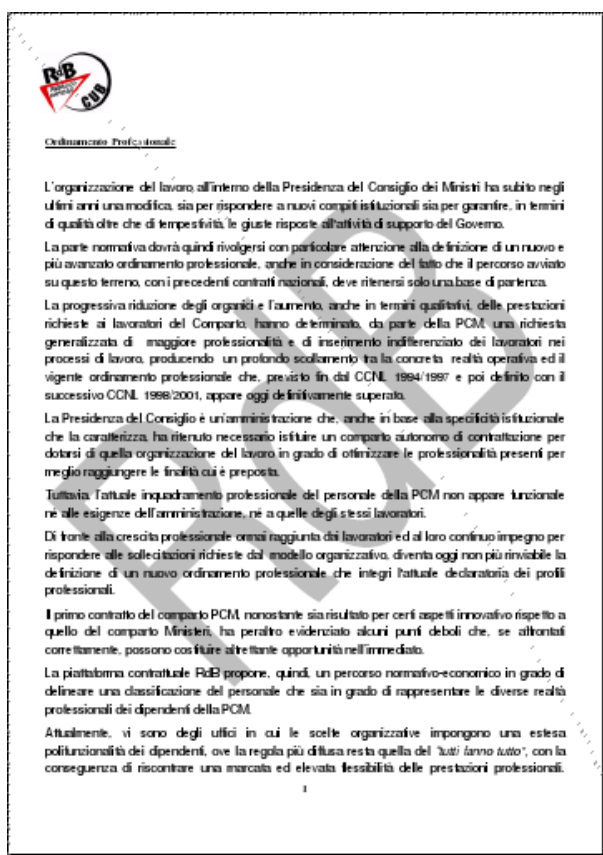 RdB
CUB
Ordinamento Professionale
L'organizzazione del lavoro all'interno della Presidenza del Consiglio dei Ministri ha subito negli
ultimi anni una modifica, sia per rispondere a nuovi compiti istituzionali sia per garantire, in termini
di qualità oltre che di tempestività, le giuste risposte all'attività di supporto del Governo.
La parte normativa dovrà quindi rivolgersi con particolare attenzione alla definizione di un nuovo e
più avanzato ordinamento professionale, anche in considerazione del fatto che il percorso avviato
su questo terreno, con i precedenti contratti nazionali, deve ritenersi solo una base di partenza.
La progressiva riduzione degli organici e l'aumento, anche in termini qualitativi, delle prestazioni
richieste ai lavoratori del Comparto, hanno determinato, da parte della PCM, una richiesta
generalizzata di maggiore professionalità e di inserimento indifferenziato dei lavoratori nei
processi di lavoro, producendo un profondo scollamento tra la concreta realtà operativa ed il
vigente ordinamento professionale che, previsto fin dal CCNL 1994/1997 e poi definito con il
successivo CCNL 1998/2001, appare oggi definitivamente superato.
La Presidenza del Consiglio è un'amministrazione che, anche in base alla specificità istituzionale
che la caratterizza, ha ritenuto necessario istituire un comparto autonomo di contrattazione per
dotarsi di quella organizzazione del lavoro in grado di ottimizzare le professionalità presenti per
meglio raggiungere le finalità cui è preposta.
Tuttavia, l'attuale inquadramento professionale del personale della PCM non appare funzionale
né alle esigenze dell'amministrazione, né a quelle degli stessi lavoratori.
Di fronte alla crescita professionale ormai raggiunta dai lavoratori ed al loro continuo impegno per
rispondere alle sollecitazioni richieste dal modello organizzativo, diventa oggi non più rinviabile la
definizione di un nuovo ordinamento professionale che integri l'attuale declaratoria dei profili
professionali.
Il primo contratto del comparto PCM, nonostante sia risultato per certi aspetti innovativo rispetto a
quello del comparto Ministeri, ha peraltro evidenziato alcuni punti deboli che, se affrontati
correttamente, possono costituire altrettante opportunità nell'immediato.
La piattaforma contrattuale RdB propone, quindi, un percorso normativo-economico in grado di
delineare una classificazione del personale che sia in grado di rappresentare le diverse realtà
professionali dei dipendenti della PCM.
Attualmente, vi sono degli uffici in cui le scelte organizzative impongono una estesa
polifunzionalità dei dipendenti, ove la regola più diffusa resta quella del "tutti fanno tutto", con la
conseguenza di riscontrare una marcata ed elevata flessibilità delle prestazioni professionali.
1
RdB